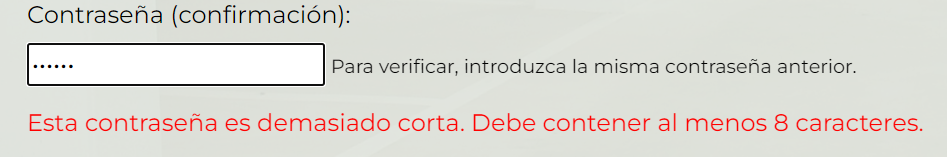 Contraseña (confirmación):
•••••• Para verificar, introduzca la misma contraseña anterior.
Esta contraseña es demasiado corta. Debe contener al menos 8 caracteres.